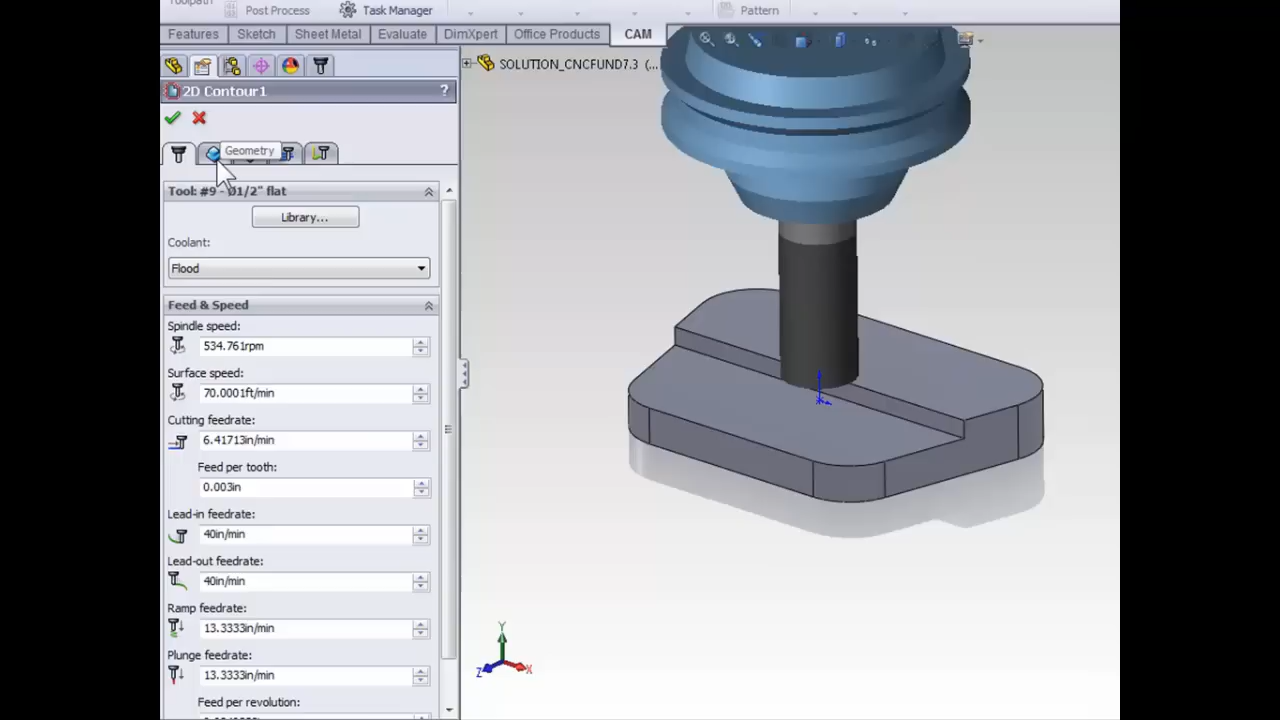 Post Process
Task Manager
Pattern
Features
Sketch
Sheet Metal
Evaluate
DimXpert
Office Products
CAM
SOLUTION_CNCFUND7.3 (...
2D Contour1
?
Geometry
Tool: #9 - Ø1/2" flat
Library...
Coolant:
Flood
Feed & Speed
Spindle speed:
534.761rpm
Surface speed:
70.0001ft/min
Cutting feedrate:
6.41713in/min
Feed per tooth:
0.003in
Lead-in feedrate:
40in/min
Lead-out feedrate:
40in/min
Ramp feedrate:
13.3333in/min
Plunge feedrate:
13.3333in/min
Feed per revolution:
Y
Z
X